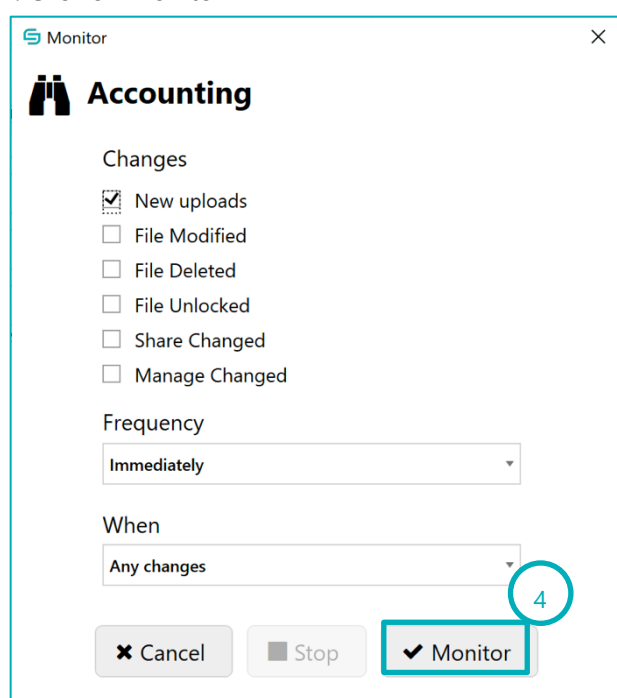 Monitor
Accounting
Changes
New uploads
File Modified
File Deleted
File Unlocked
Share Changed
Manage Changed
Frequency
Immediately
When
Any changes
4
Cancel Stop Monitor